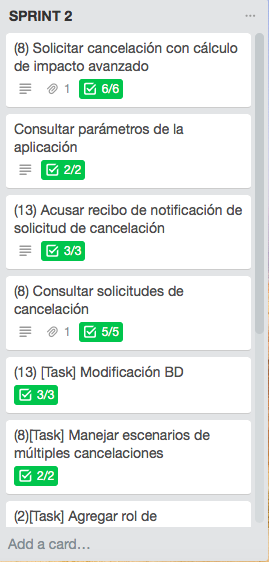 SPRINT 2 ...
(8) Solicitar cancelación con cálculo
de impacto avanzado
1 6/6
Consultar parámetros de la
aplicación
2/2
(13) Acusar recibo de notificación de
solicitud de cancelación
3/3
(8) Consultar solicitudes de
cancelación
1 5/5
(13) [Task] Modificación BD
3/3
(8)[Task] Manejar escenarios de
múltiples cancelaciones
2/2
(2)[Task] Agregar rol de
Add a card…